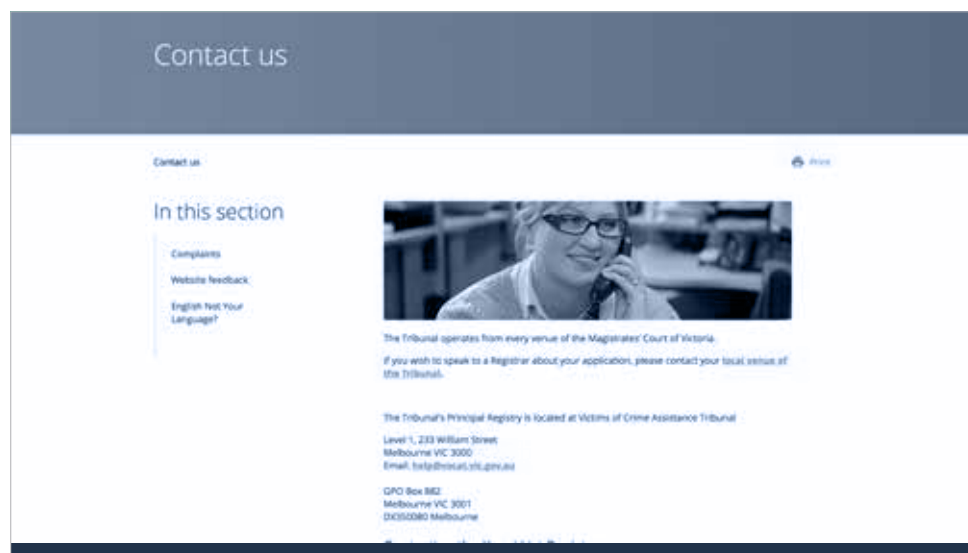 Contact us
Contact us
Print
In this section
Complaints
Website feedback
English Not Your
Language?
The Tribunal operates from every venue of the Magistrates' Court of Victoria.
If you wish to speak to a Registrar about your application, please contact your local venue of
the Tribunal.
The Tribunal's Principal Registry is located at Victims of Crime Assistance Tribunal
Level 1, 233 William Street
Melbourne VIC 3000
Email: help@vocat.vic.gov.au
GPO Box 882
Melbourne VIC 3001
DX350080 Melbourne